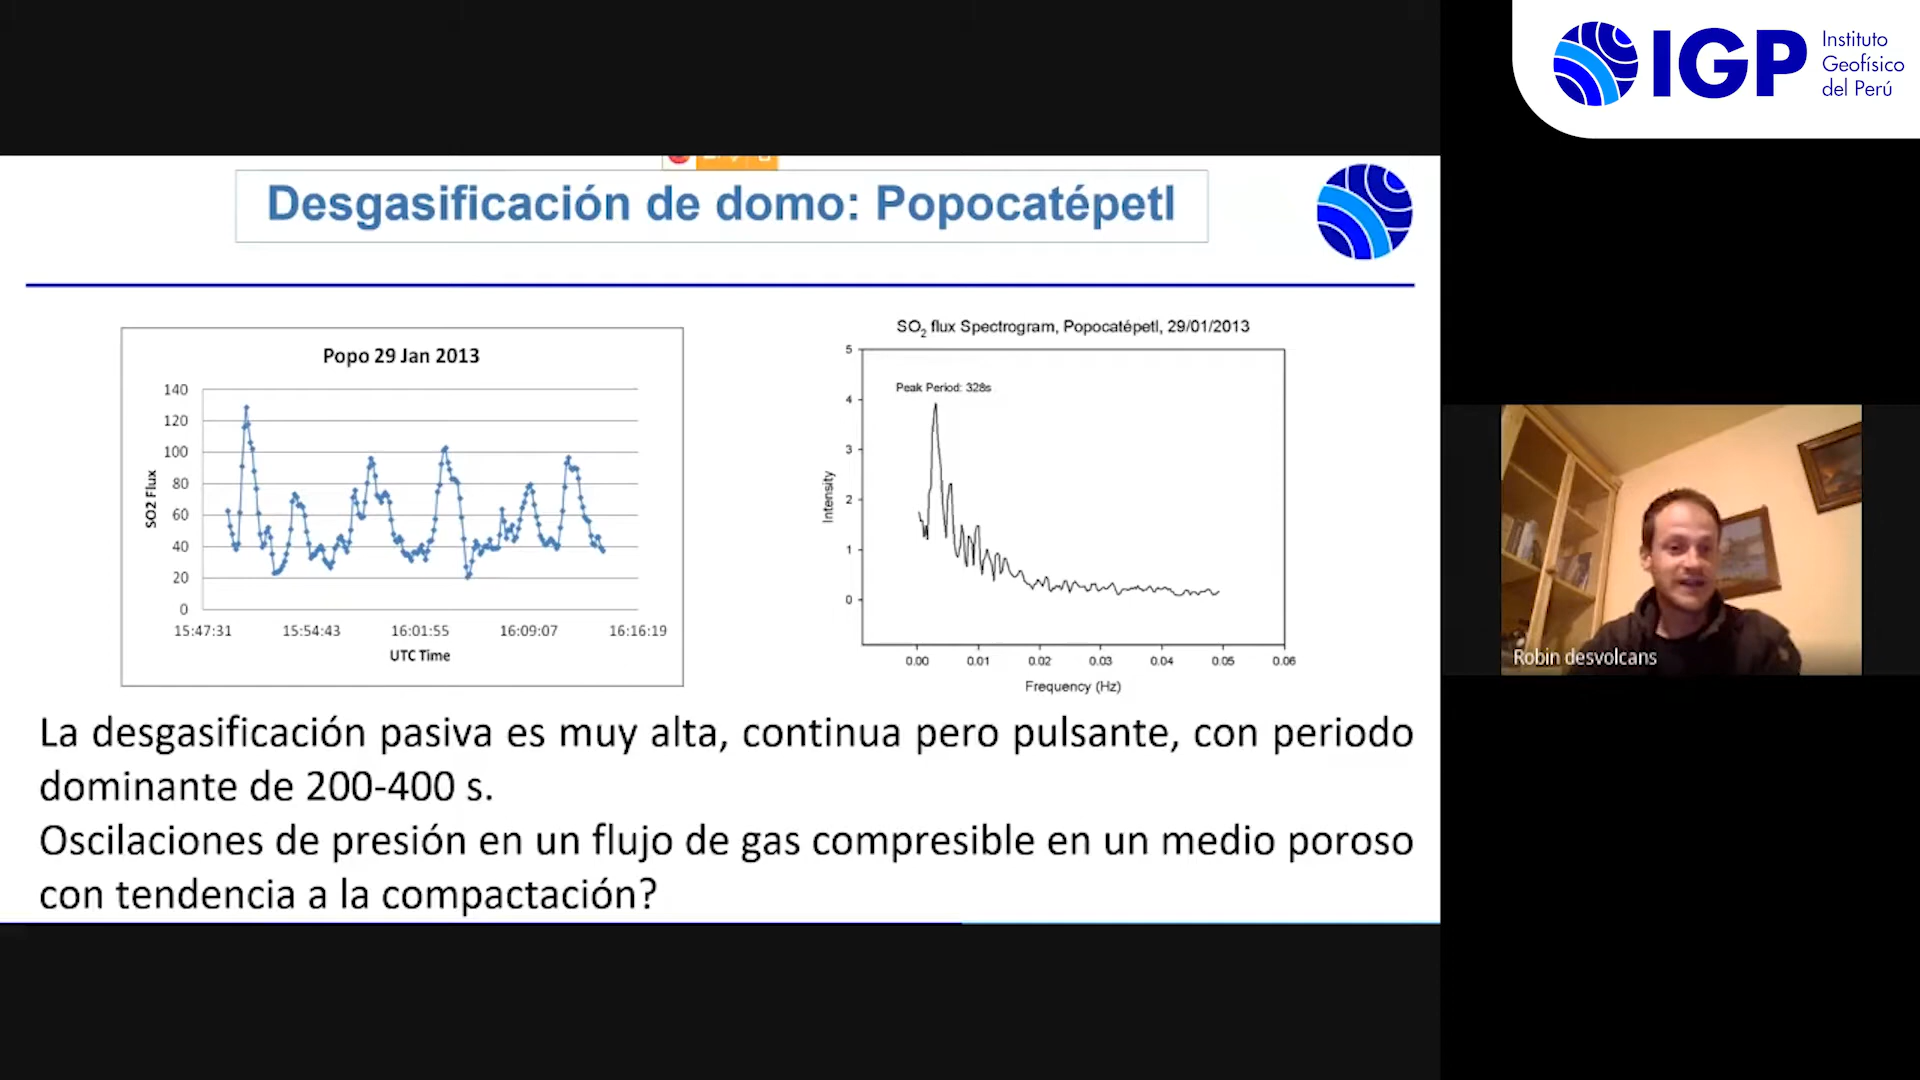 IGP
Instituto
Geofísico
del Perú
Desgasificación de domo: Popocatépetl
Popo 29 Jan 2013
140
120
100
80
60
40
20
0
SO2 Flux
15:47:31 15:54:43 16:01:55 16:09:07 16:16:19
UTC Time
SO2 flux Spectrogram, Popocatépetl, 29/01/2013
Peak Period: 328s
5
4
3
2
1
0
Intensity
0.00 0.01 0.02 0.03 0.04 0.05 0.06
Frequency (Hz)
La desgasificación pasiva es muy alta, continua pero pulsante, con periodo
dominante de 200-400 s.
Oscilaciones de presión en un flujo de gas compresible en un medio poroso
con tendencia a la compactación?
Robin desvolcans